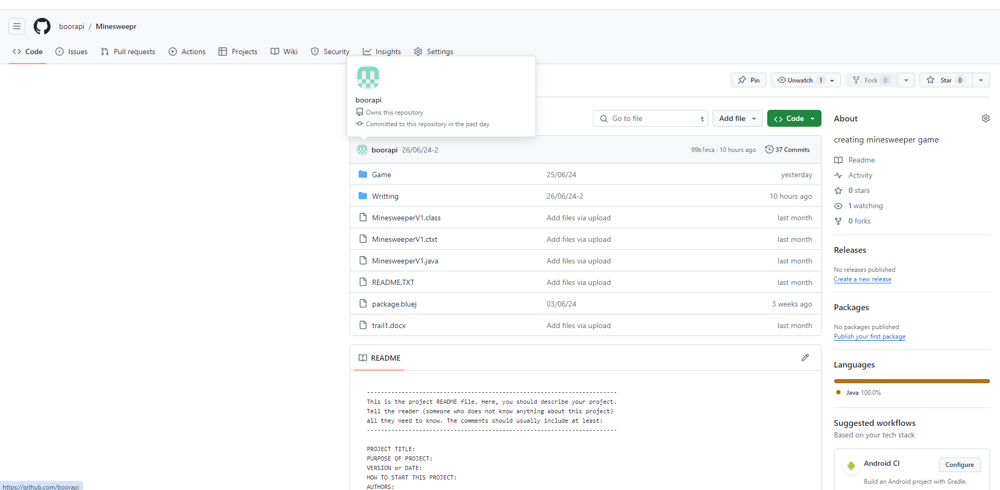 boorapi / Minesweepr
Code Issues Pull requests Actions Projects Wiki Security Insights Settings
boorapi
Owns this repository
Committed to this repository in the past day
Pin Unwatch 1 Fork 0 Star 0
Go to file t Add file Code
boorapi 26/06/24-2 99b1eca · 10 hours ago 37 Commits
Game 25/06/24 yesterday
Writting 26/06/24-2 10 hours ago
MinesweeperV1.class Add files via upload last month
MinesweeperV1.ctxt Add files via upload last month
MinesweeperV1.java Add files via upload last month
README.TXT Add files via upload last month
package.bluej 03/06/24 3 weeks ago
trail1.docx Add files via upload last month
README
------------------------------------------------------------------------
This is the project README file. Here, you should describe your project.
Tell the reader (someone who does not know anything about this project)
all they need to know. The comments should usually include at least:
------------------------------------------------------------------------
PROJECT TITLE:
PURPOSE OF PROJECT:
VERSION or DATE:
HOW TO START THIS PROJECT:
AUTHORS:
About
creating minesweeper game
Readme
Activity
0 stars
1 watching
0 forks
Releases
No releases published
Create a new release
Packages
No packages published
Publish your first package
Languages
Java 100.0%
Suggested workflows
Based on your tech stack
Android CI Configure
Build an Android project with Gradle.
https://github.com/boorapi